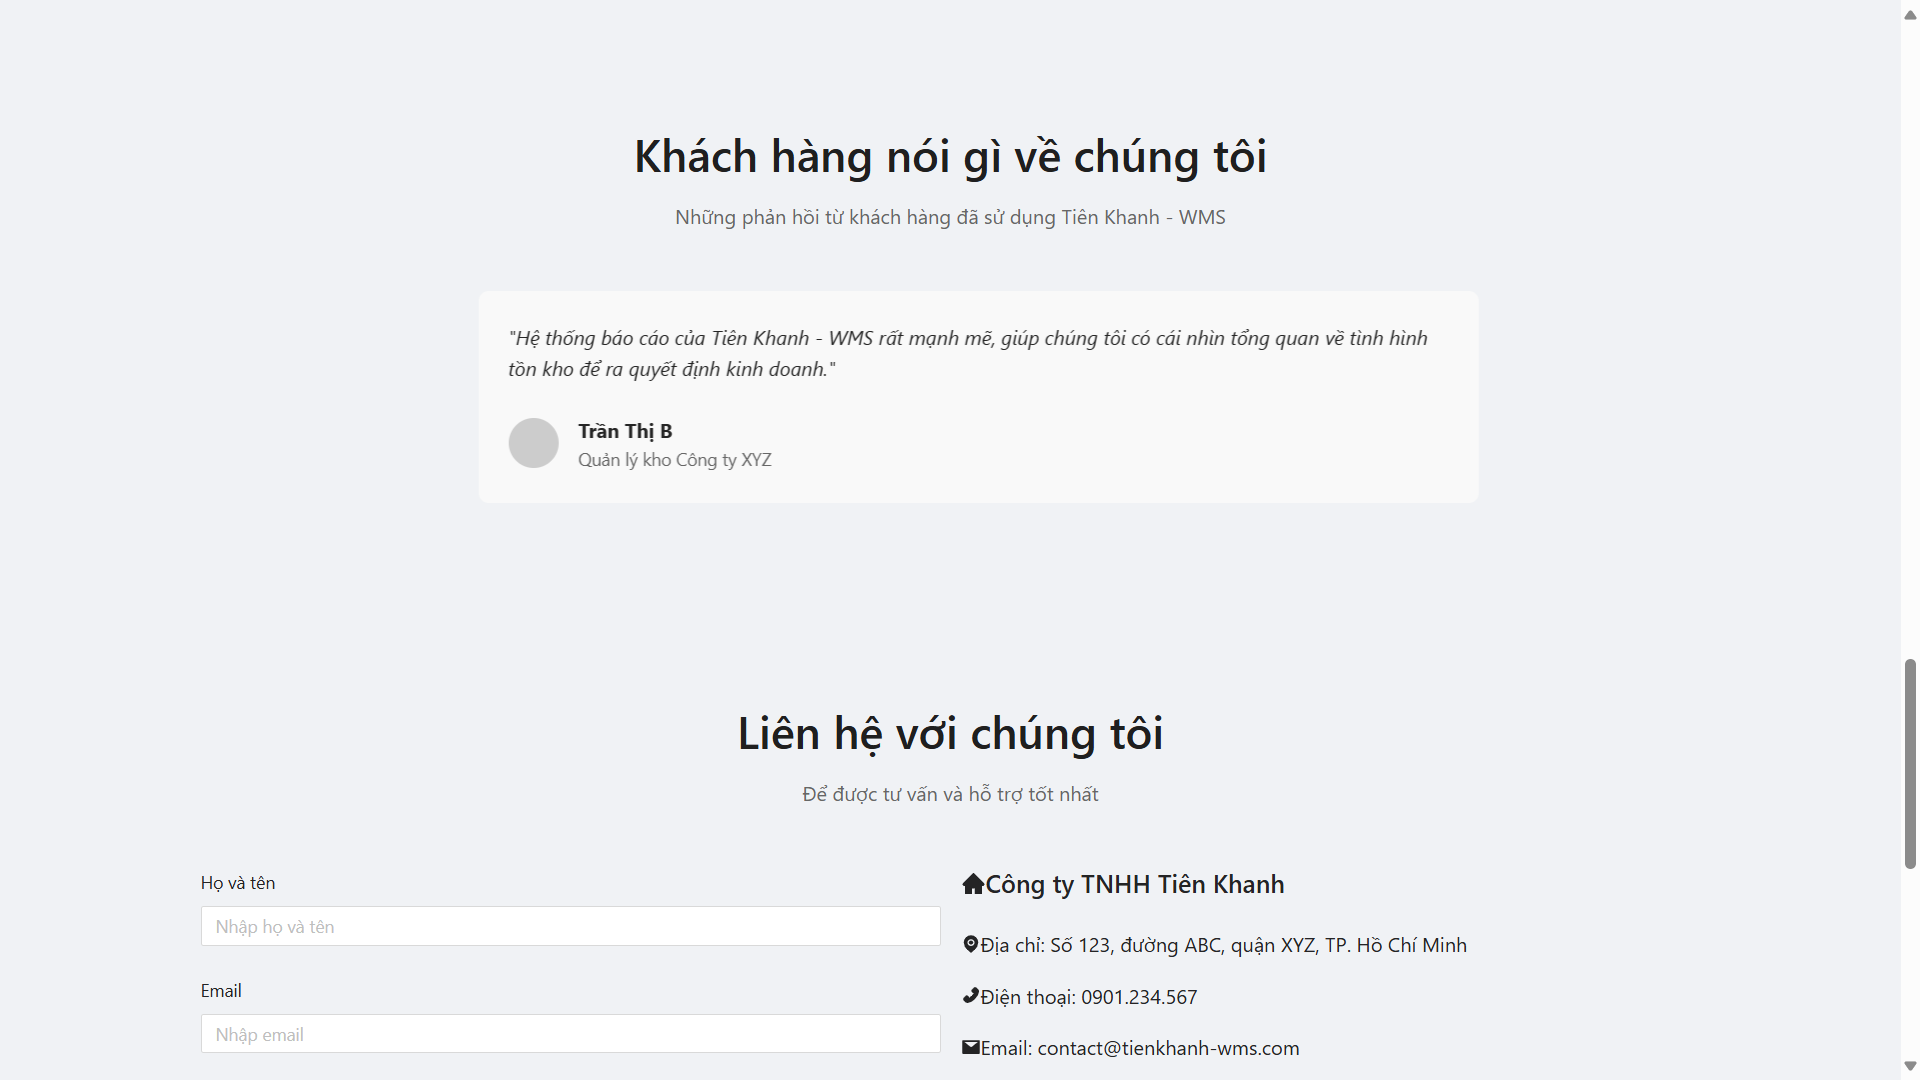 Khách hàng nói gì về chúng tôi
Những phản hồi từ khách hàng đã sử dụng Tiên Khanh - WMS
"Hệ thống báo cáo của Tiên Khanh - WMS rất mạnh mẽ, giúp chúng tôi có cái nhìn tổng quan về tình hình
tồn kho để ra quyết định kinh doanh."
Trần Thị B
Quản lý kho Công ty XYZ
Liên hệ với chúng tôi
Để được tư vấn và hỗ trợ tốt nhất
Họ và tên
Nhập họ và tên
Email
Nhập email
Công ty TNHH Tiên Khanh
Địa chỉ: Số 123, đường ABC, quận XYZ, TP. Hồ Chí Minh
Điện thoại: 0901.234.567
Email: contact@tienkhanh-wms.com